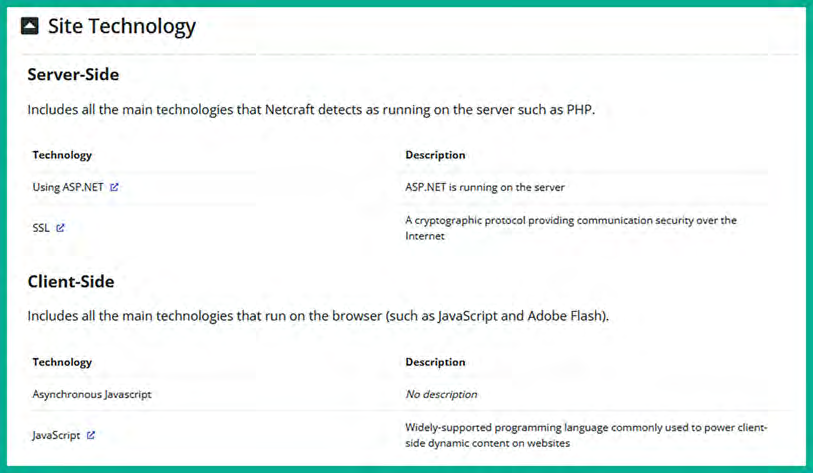 Site Technology
Server-Side
Includes all the main technologies that Netcraft detects as running on the server such as PHP.
Technology Description
Using ASP.NET ASP.NET is running on the server
SSL A cryptographic protocol providing communication security over the
Internet
Client-Side
Includes all the main technologies that run on the browser (such as JavaScript and Adobe Flash).
Technology Description
Asynchronous Javascript No description
JavaScript Widely-supported programming language commonly used to power client-
side dynamic content on websites